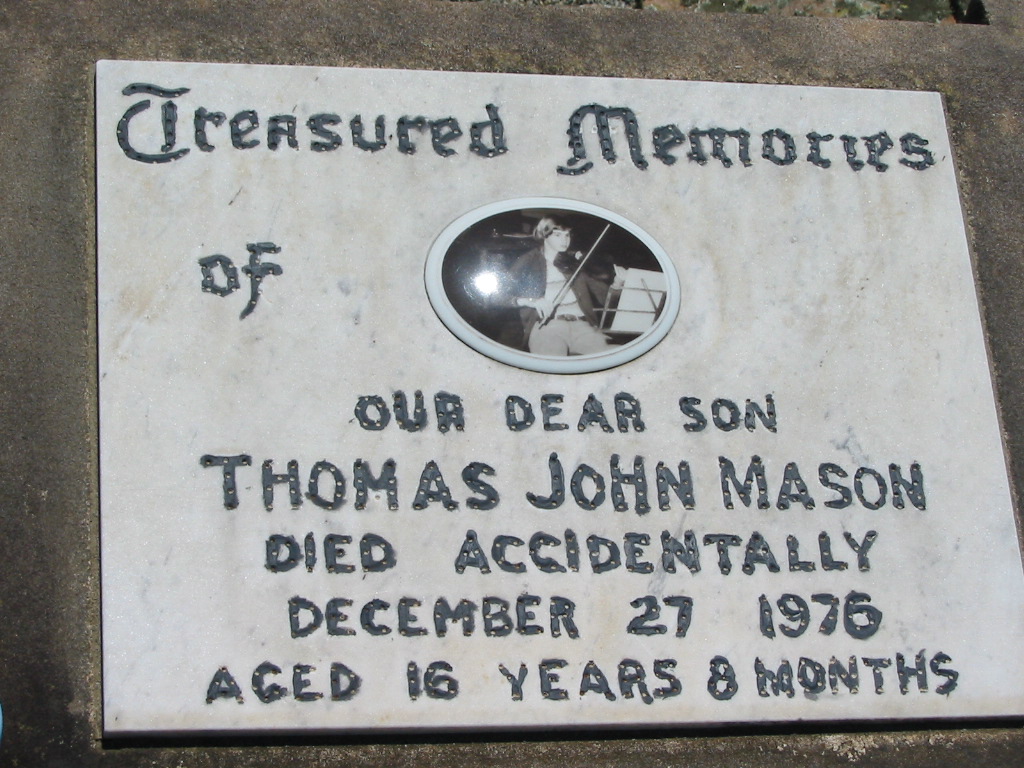 Treasured Memories
of
OUR DEAR SON
THOMAS JOHN MASON
DIED ACCIDENTALLY
DECEMBER 27 1976
AGED 16 YEARS 8 MONTHS